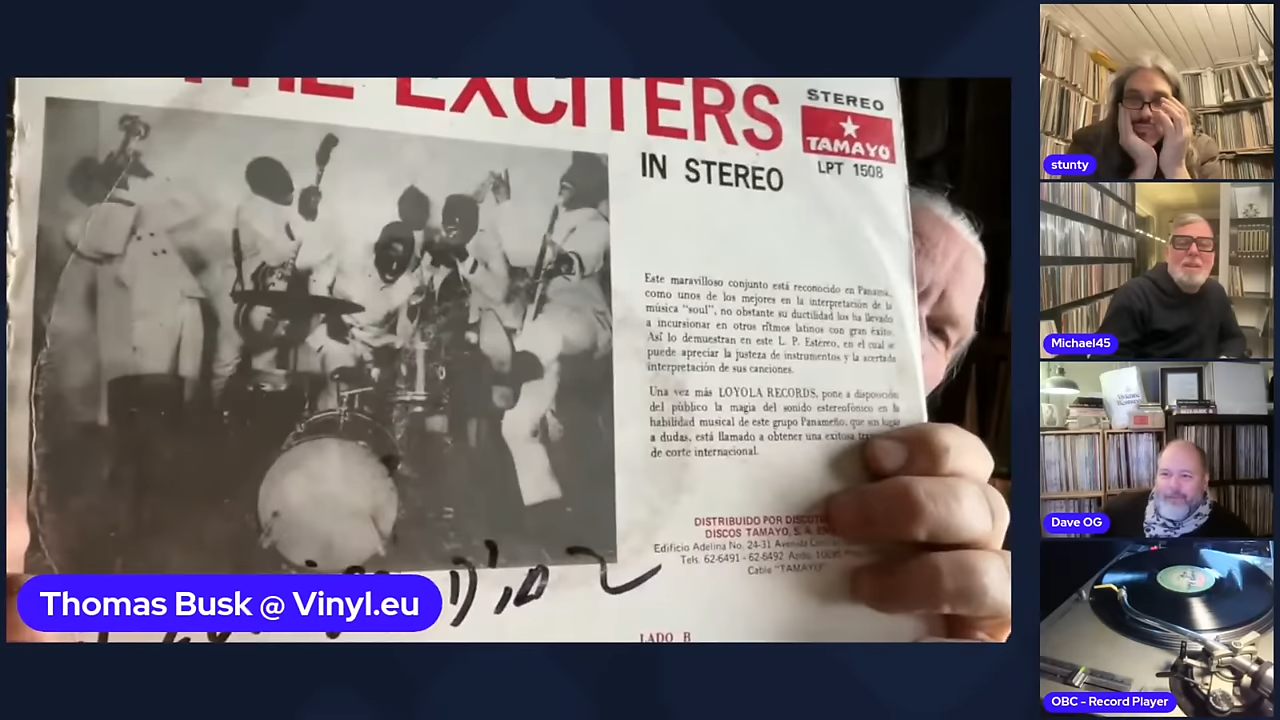 THE EXCITERS
STEREO
TAMAYO
LPT 1508
IN STEREO
Este maravilloso conjunto está reconocido en Panamá,
como unos de los mejores en la interpretación de la
música "soul", no obstante su ductilidad los ha llevado
a incursionar en otros ritmos latinos con gran éxito.
Así lo demuestran en este L. P. Estereo, en el cual se
puede apreciar la justeza de instrumentos y la acertada
interpretación de sus canciones.
Una vez más LOYOLA RECORDS, pone a disposición
del público la magia del sonido estereofónico en la
habilidad musical de este grupo Panameño, que sin lugar
a dudas, está llamado a obtener una exitosa
de corte internacional.
DISTRIBUIDO POR
DISCOS TAMAYO, S. A.
Edificio Adelina No. 24-31 Avenida
Tels. 62-6491 - 62-6492 Apdo.
Cable "TAMAYO"
LADO B
Thomas Busk @ Vinyl.eu
stunty
Michael45
Dave OG
OBC - Record Player